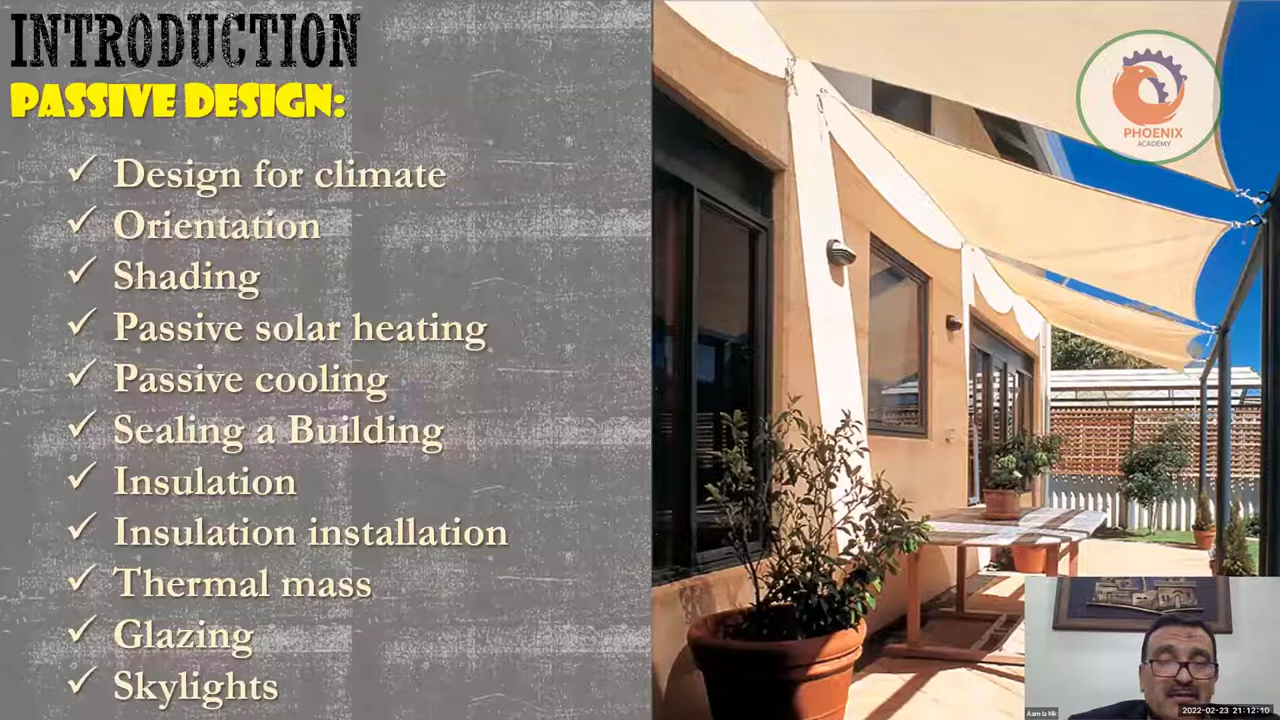 INTRODUCTION
PASSIVE DESIGN:
✓ Design for climate
✓ Orientation
✓ Shading
✓ Passive solar heating
✓ Passive cooling
✓ Sealing a Building
✓ Insulation
✓ Insulation installation
✓ Thermal mass
✓ Glazing
✓ Skylights
PHOENIX
ACADEMY
2022-02-23 21:12:10